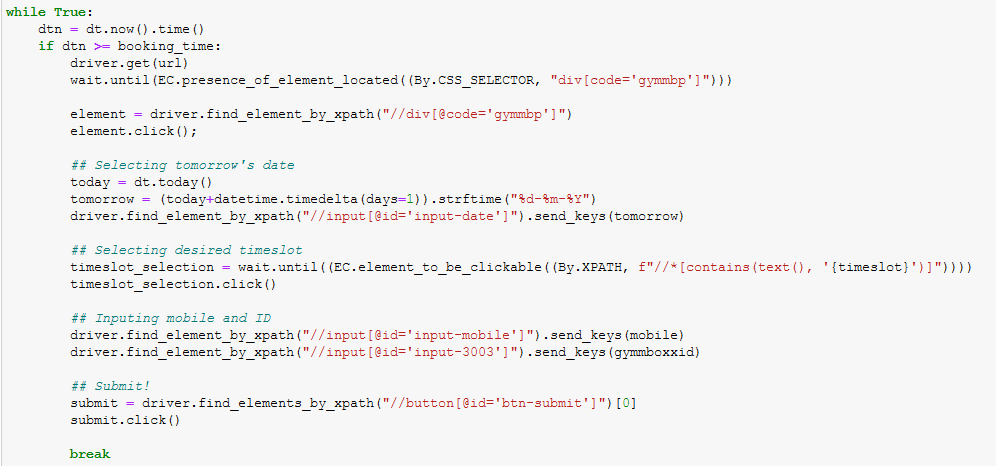 while True:
    dtn = dt.now().time()
    if dtn >= booking_time:
        driver.get(url)
        wait.until(EC.presence_of_element_located((By.CSS_SELECTOR, "div[code='gymmbp']")))

        element = driver.find_element_by_xpath("//div[@code='gymmbp']")
        element.click();

        ## Selecting tomorrow's date
        today = dt.today()
        tomorrow = (today+datetime.timedelta(days=1)).strftime("%d-%m-%Y")
        driver.find_element_by_xpath("//input[@id='input-date']").send_keys(tomorrow)

        ## Selecting desired timeslot
        timeslot_selection = wait.until((EC.element_to_be_clickable((By.XPATH, f"//*[contains(text(), '{timeslot}')]"))))
        timeslot_selection.click()

        ## Inputing mobile and ID
        driver.find_element_by_xpath("//input[@id='input-mobile']").send_keys(mobile)
        driver.find_element_by_xpath("//input[@id='input-3003']").send_keys(gymmboxxid)

        ## Submit!
        submit = driver.find_elements_by_xpath("//button[@id='btn-submit']")[0]
        submit.click()

        break